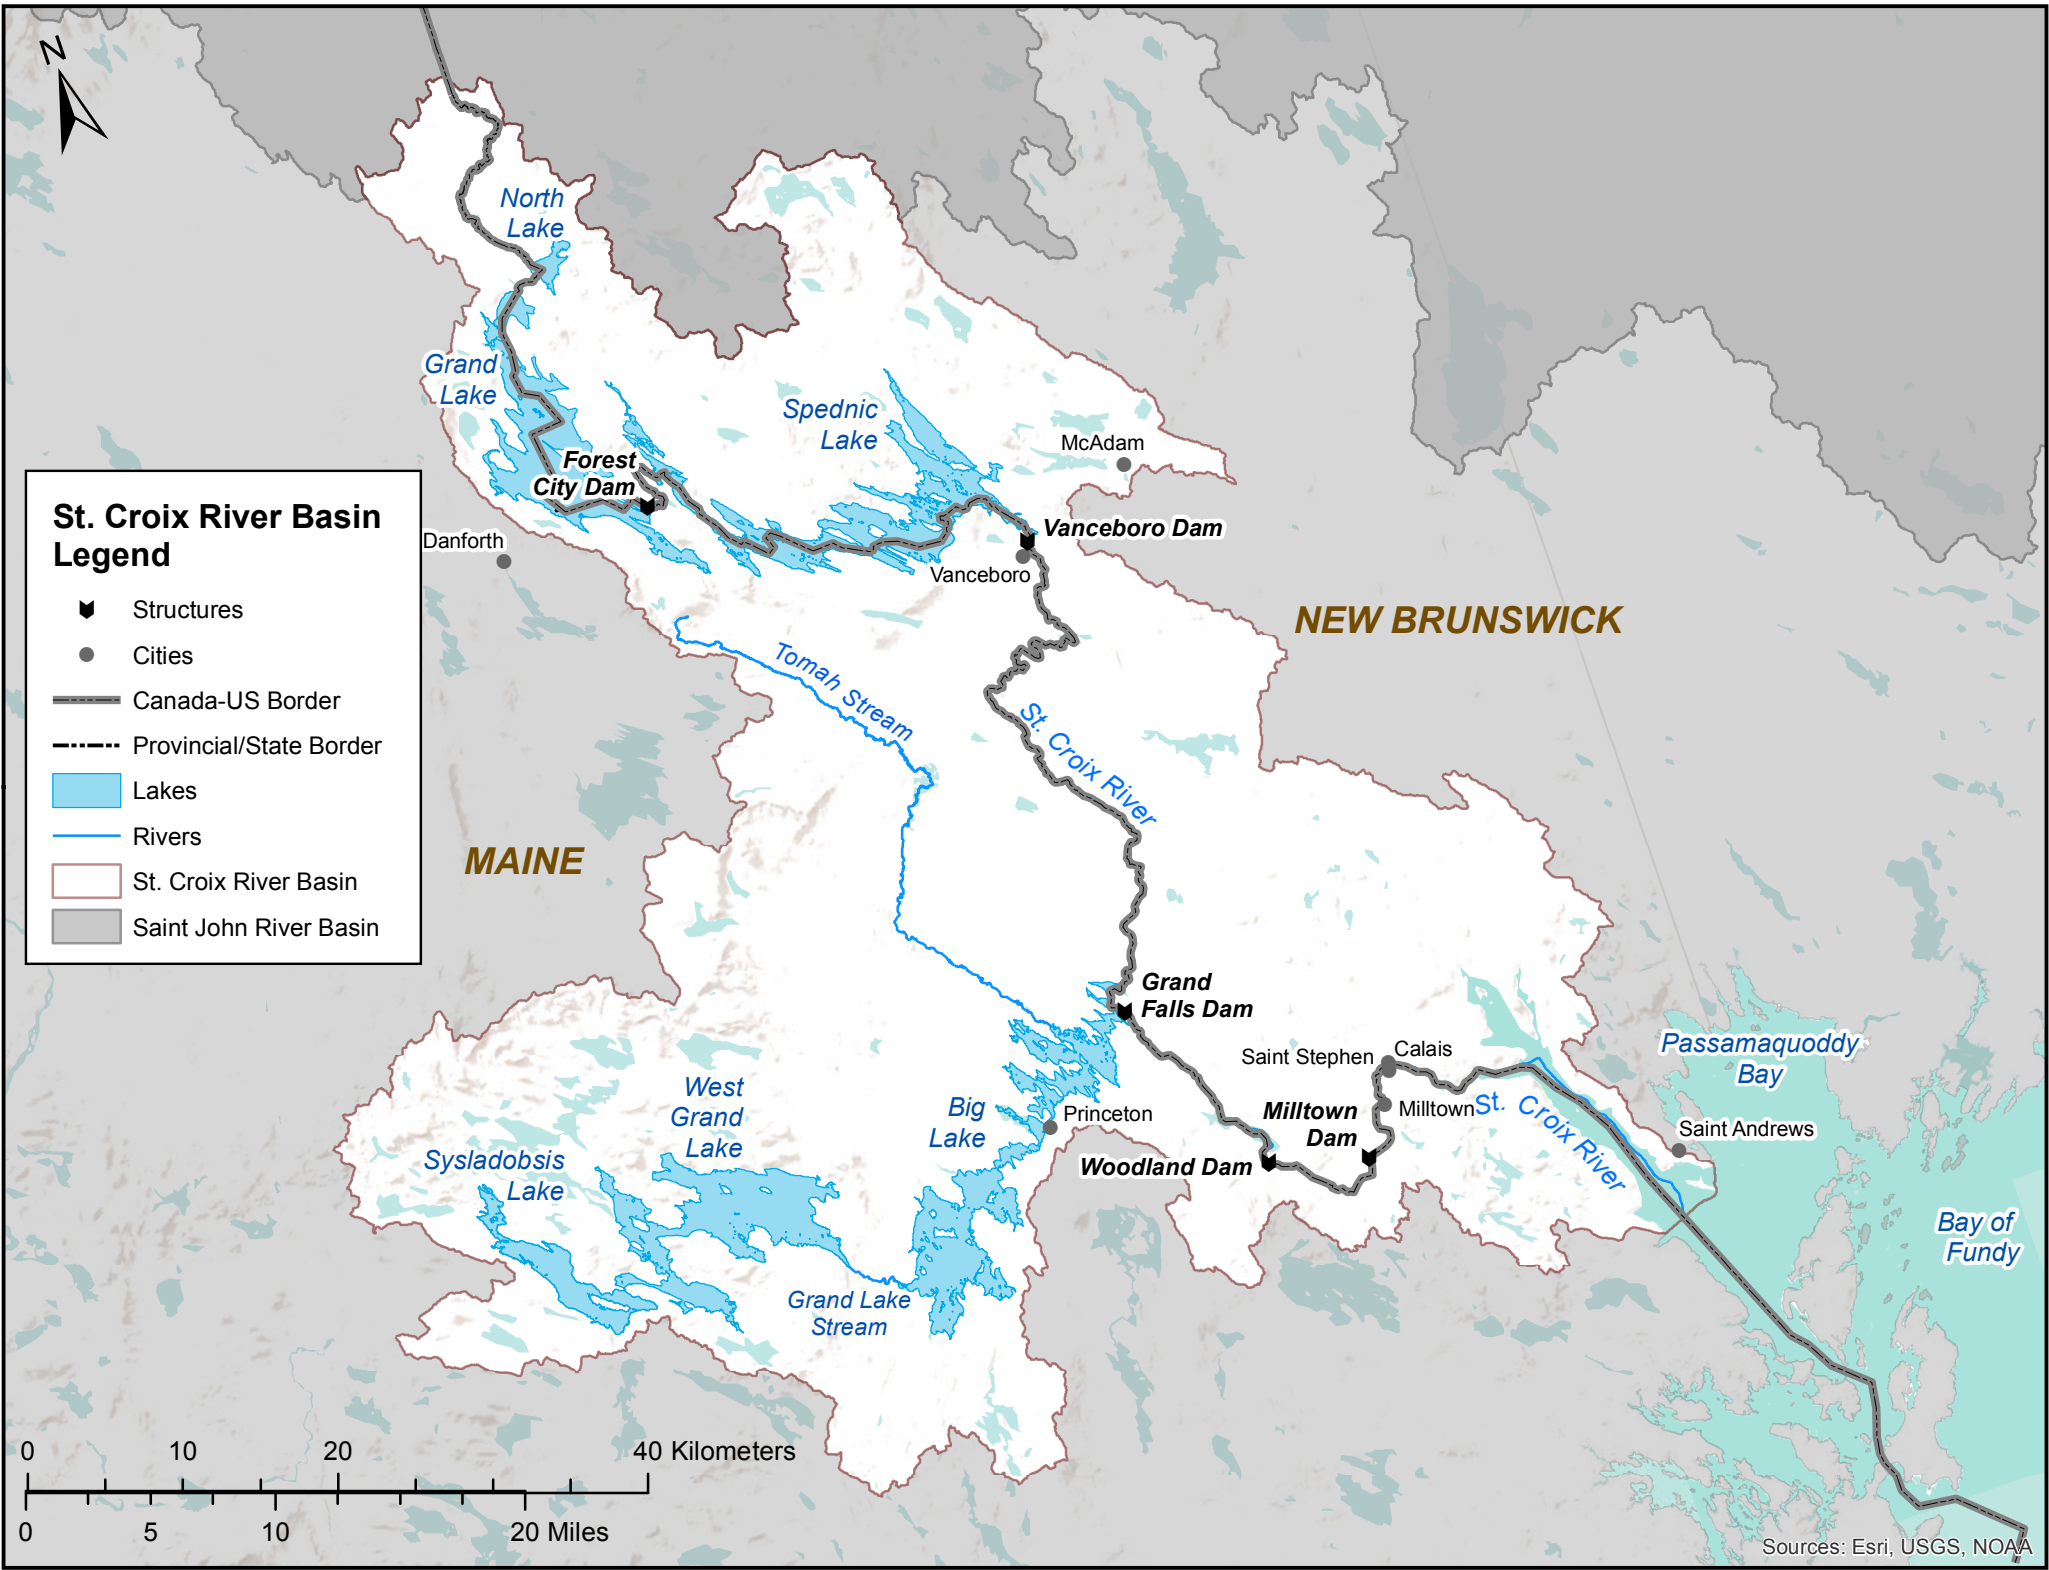 N
North
Lake
Grand
Lake
Spednic
Lake
McAdam
Forest
City Dam
Vanceboro Dam
Danforth
Vanceboro
NEW BRUNSWICK
St. Croix River Basin
Legend
Structures
Cities
Canada-US Border
Provincial/State Border
Lakes
Rivers
St. Croix River Basin
Saint John River Basin
Tomah Stream
St. Croix River
MAINE
Grand
Falls Dam
Passamaquoddy
Bay
Saint Stephen
Calais
West
Grand
Lake
Big
Lake
Princeton
Milltown
Dam
Milltown
St. Croix River
Saint Andrews
Sysladobsis
Lake
Woodland Dam
Bay of
Fundy
Grand Lake
Stream
0 10 20 40 Kilometers
0 5 10 20 Miles
Sources: Esri, USGS, NOAA